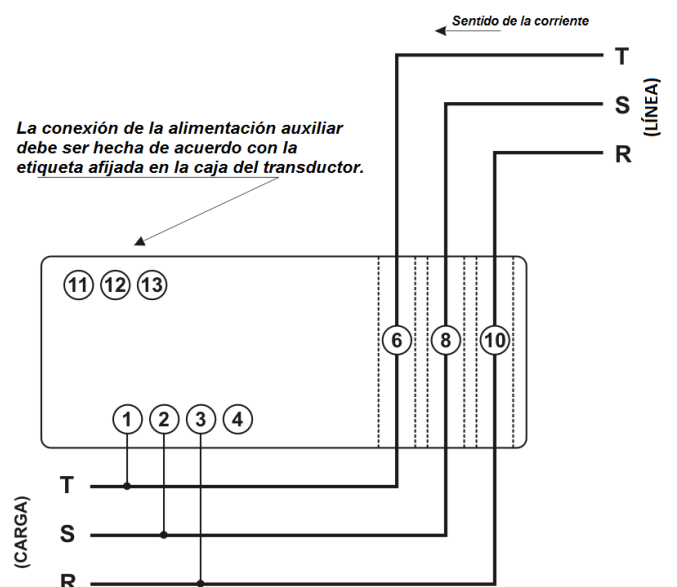 Sentido de la corriente
T
S
R
(LÍNEA)
La conexión de la alimentación auxiliar
debe ser hecha de acuerdo con la
etiqueta afijada en la caja del transductor.
11 12 13
6 8 10
1 2 3 4
T
S
R
(CARGA)